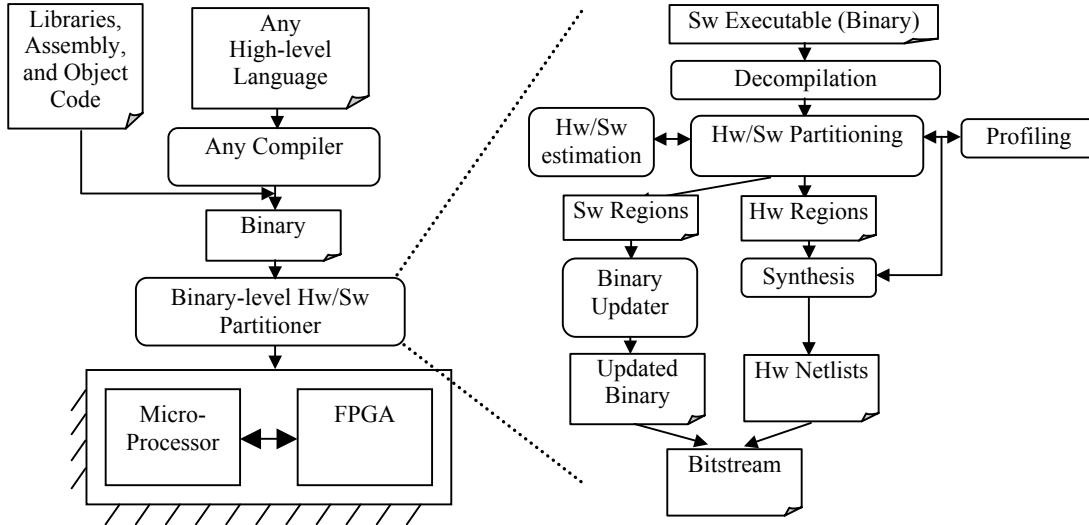 Libraries,
Assembly,
and Object
Code
Any
High-level
Language
Any Compiler
Binary
Binary-level Hw/Sw
Partitioner
Micro-
Processor
FPGA
Sw Executable (Binary)
Decompilation
Hw/Sw
estimation
Hw/Sw Partitioning
Profiling
Sw Regions
Hw Regions
Binary
Updater
Synthesis
Updated
Binary
Hw Netlists
Bitstream